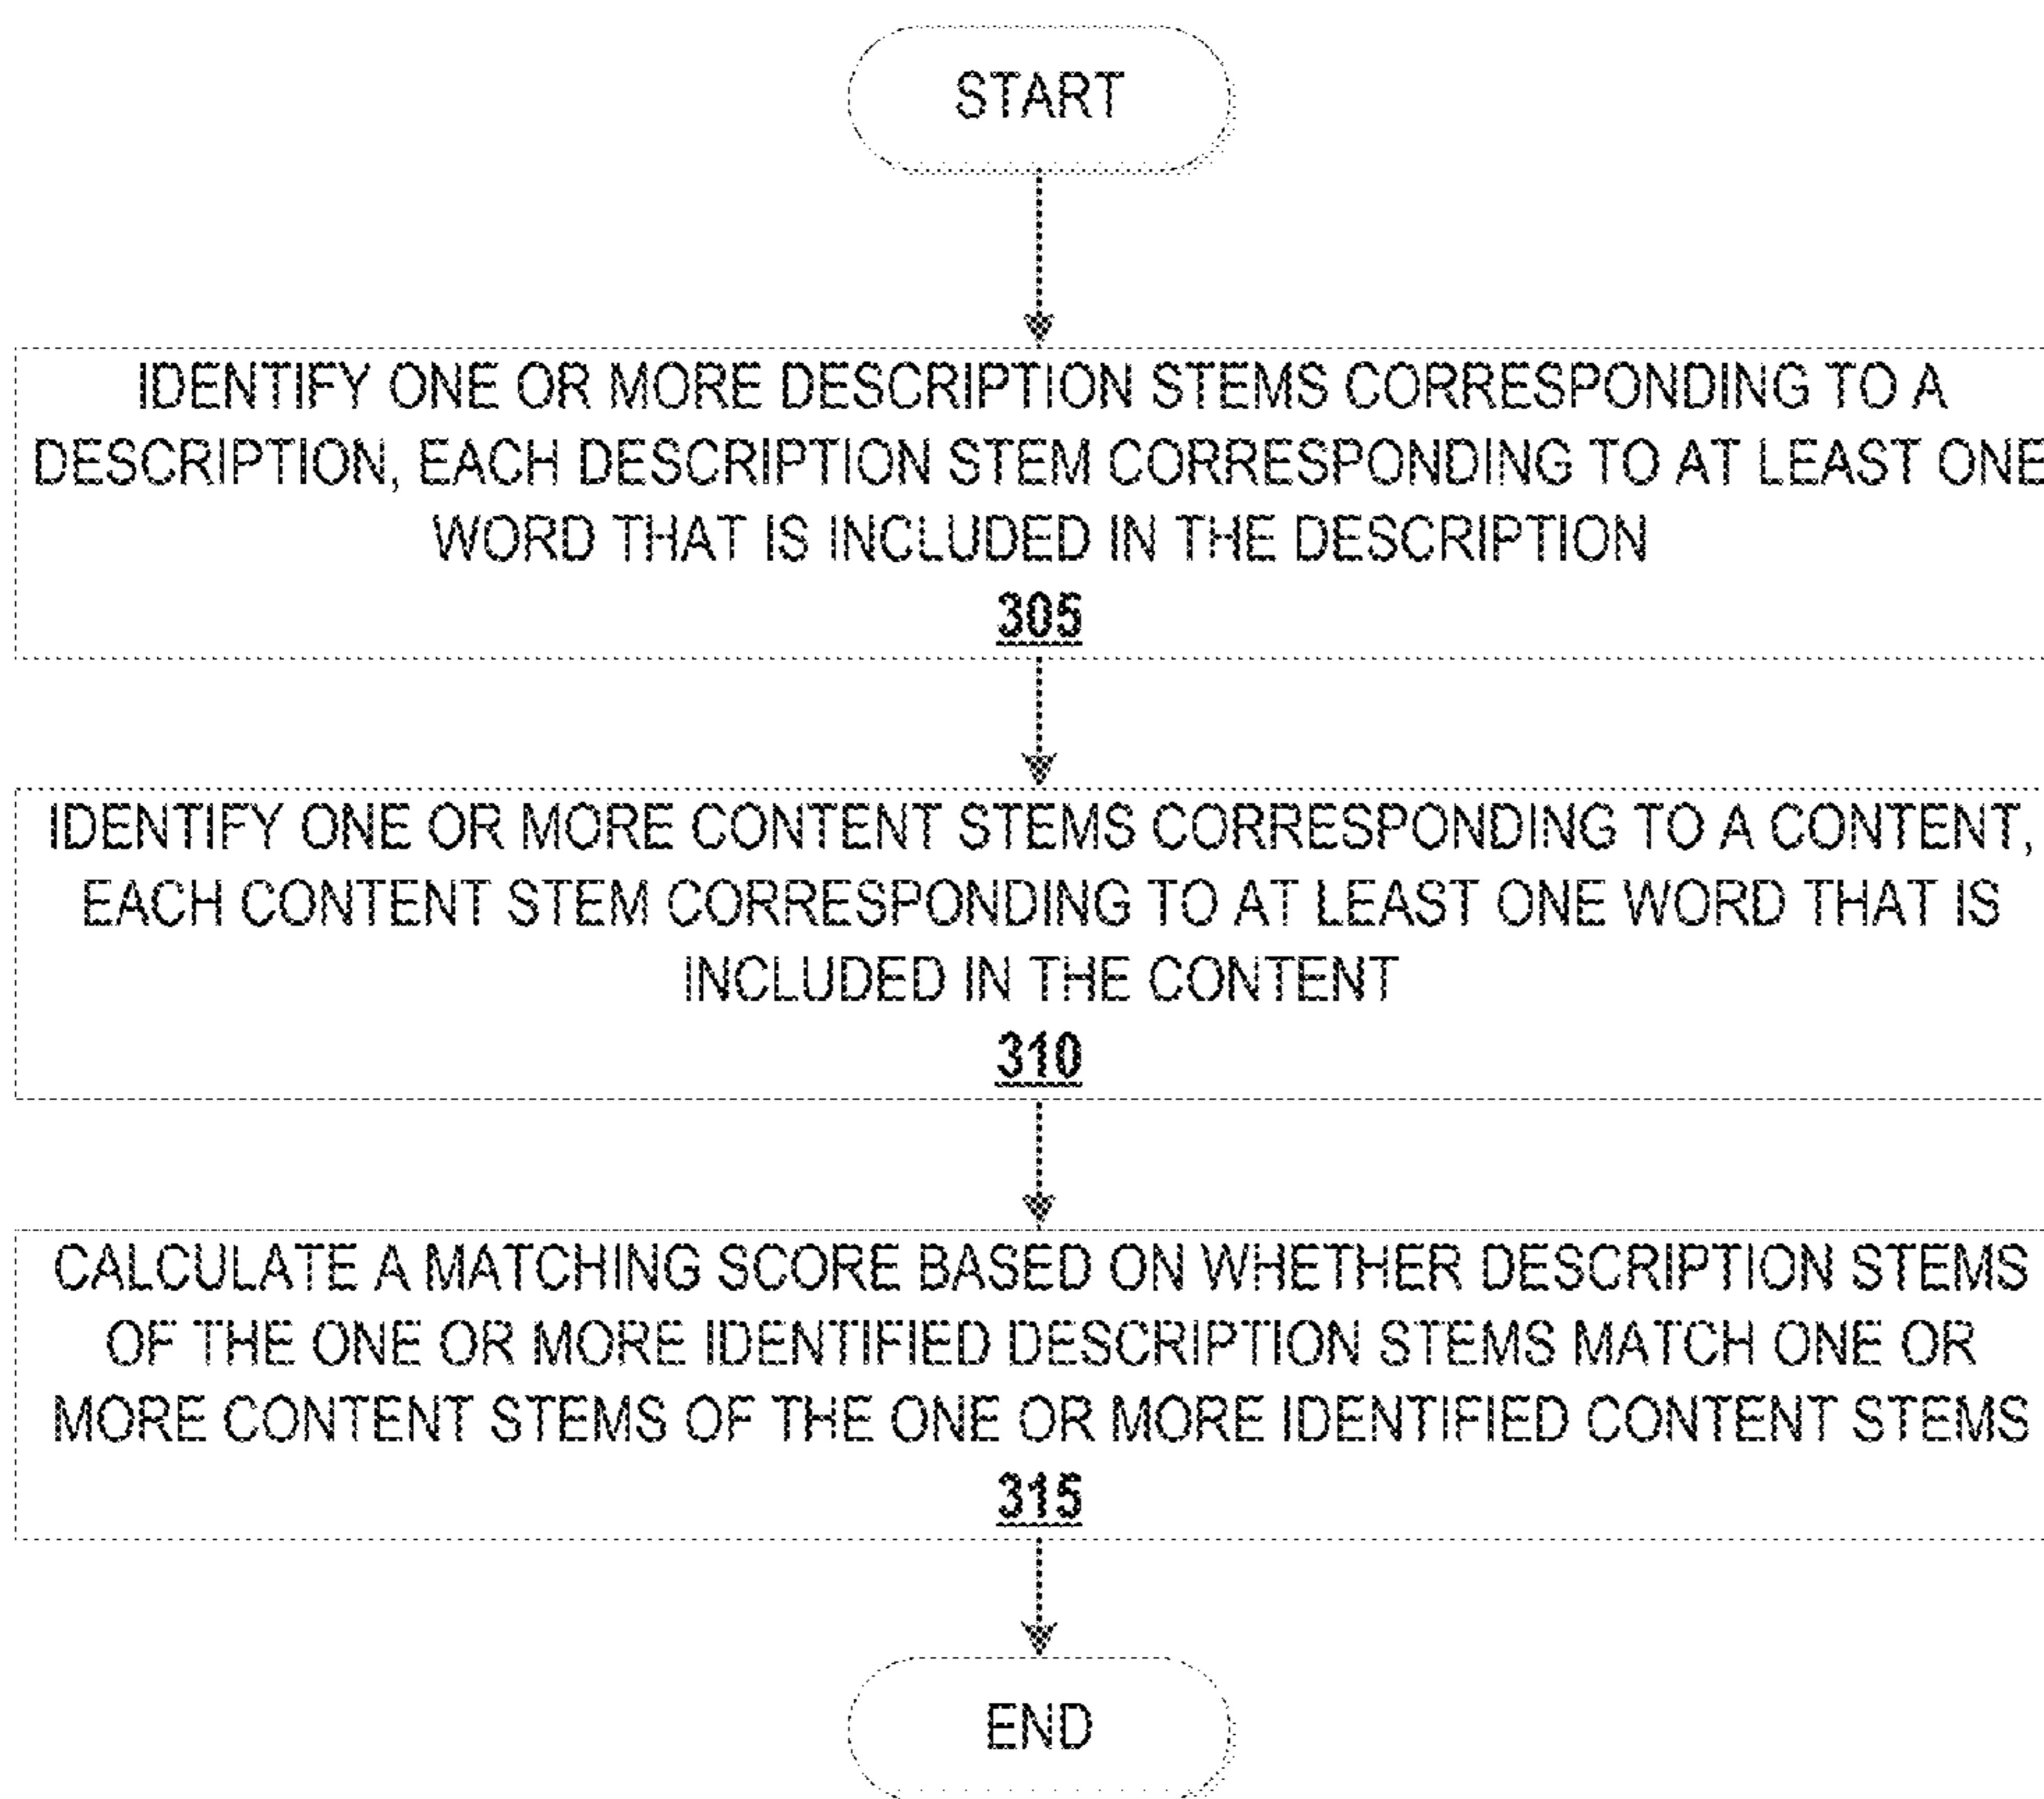 START
IDENTIFY ONE OR MORE DESCRIPTION STEMS CORRESPONDING TO A
DESCRIPTION, EACH DESCRIPTION STEM CORRESPONDING TO AT LEAST ONE
WORD THAT IS INCLUDED IN THE DESCRIPTION
305
IDENTIFY ONE OR MORE CONTENT STEMS CORRESPONDING TO A CONTENT,
EACH CONTENT STEM CORRESPONDING TO AT LEAST ONE WORD THAT IS
INCLUDED IN THE CONTENT
310
CALCULATE A MATCHING SCORE BASED ON WHETHER DESCRIPTION STEMS
OF THE ONE OR MORE IDENTIFIED DESCRIPTION STEMS MATCH ONE OR
MORE CONTENT STEMS OF THE ONE OR MORE IDENTIFIED CONTENT STEMS
315
END